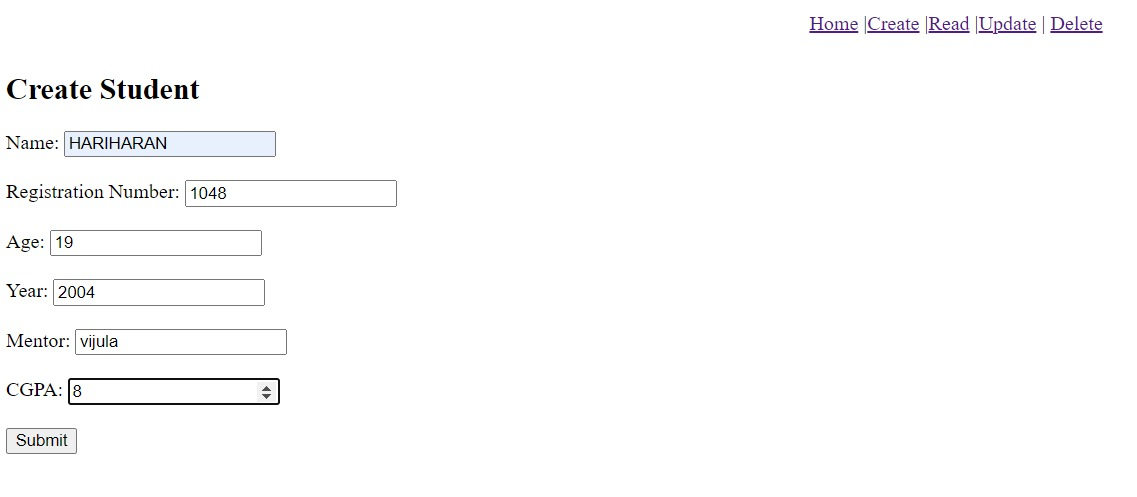 Home |Create |Read |Update | Delete
Create Student
Name: HARIHARAN
Registration Number: 1048
Age: 19
Year: 2004
Mentor: vijula
CGPA: 8
Submit